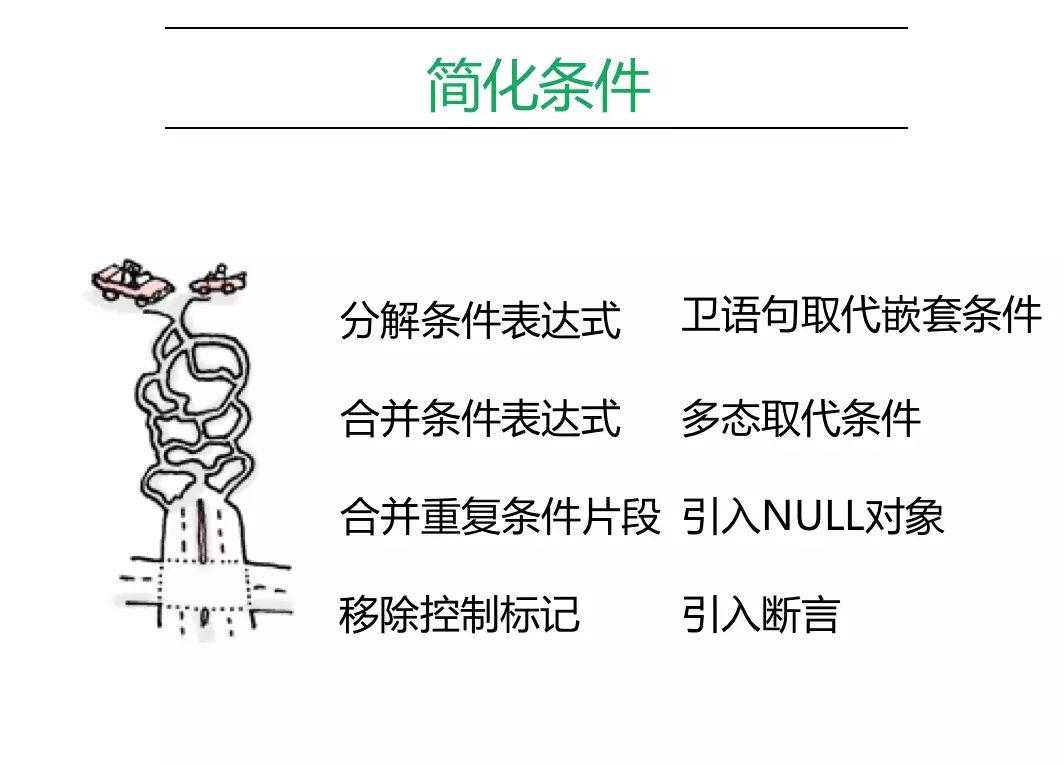 简化条件
分解条件表达式
卫语句取代嵌套条件
合并条件表达式
多态取代条件
合并重复条件片段
引入NULL对象
移除控制标记
引入断言